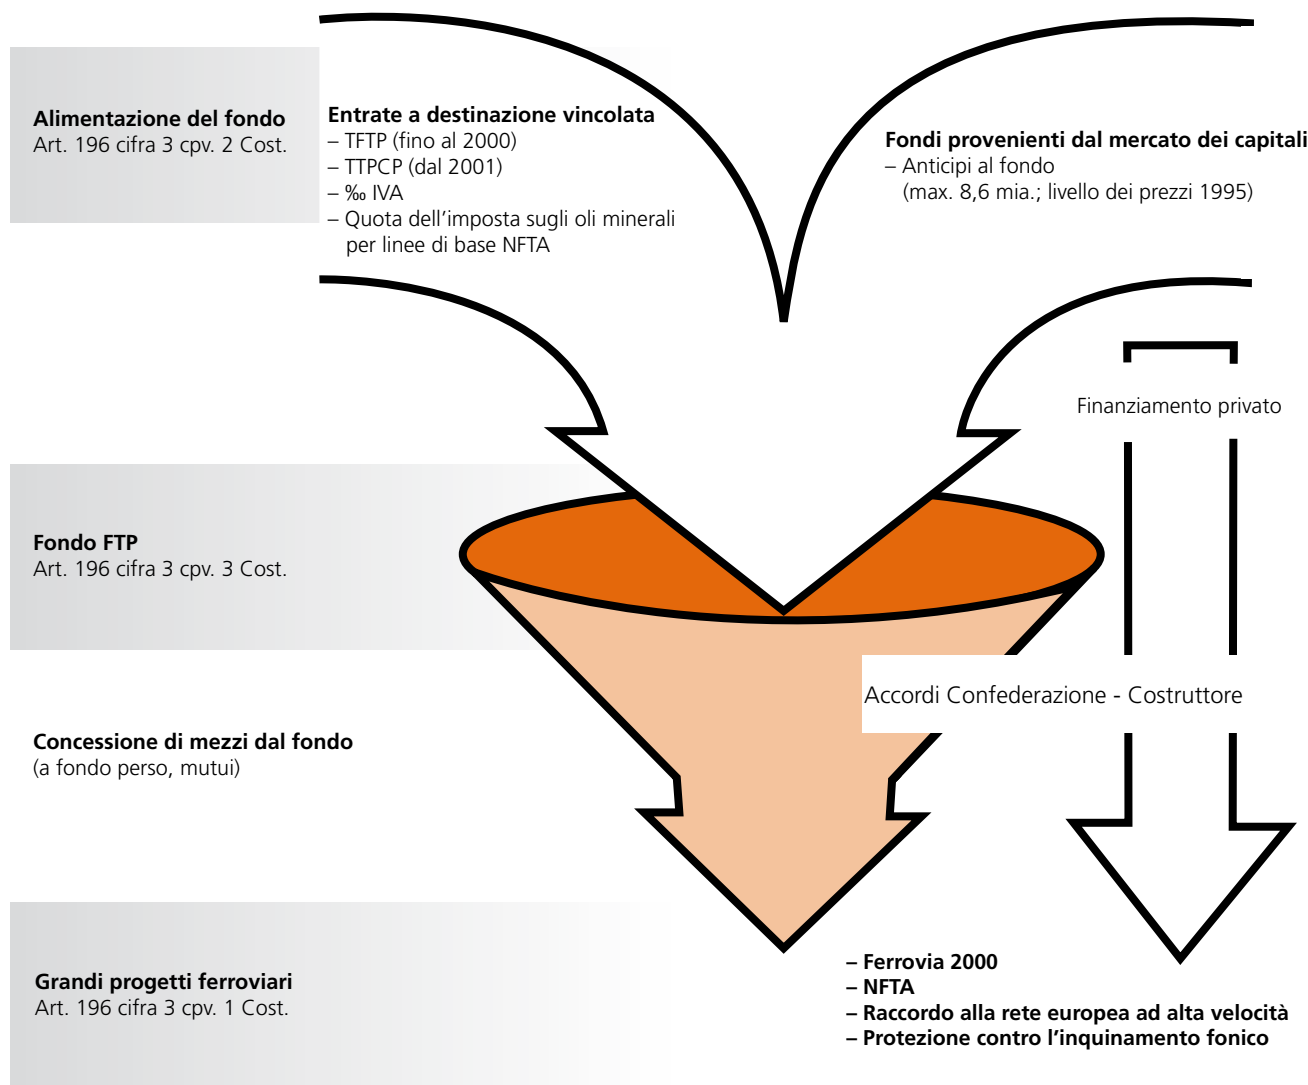 Alimentazione del fondo
Art. 196 cifra 3 cpv. 2 Cost.
Entrate a destinazione vincolata
– TFTP (fino al 2000)
– TTPCP (dal 2001)
– ‰ IVA
– Quota dell’imposta sugli oli minerali
per linee di base NFTA
Fondi provenienti dal mercato dei capitali
– Anticipi al fondo
(max. 8,6 mia.; livello dei prezzi 1995)
Finanziamento privato
Fondo FTP
Art. 196 cifra 3 cpv. 3 Cost.
Accordi Confederazione - Costruttore
Concessione di mezzi dal fondo
(a fondo perso, mutui)
Grandi progetti ferroviari
Art. 196 cifra 3 cpv. 1 Cost.
– Ferrovia 2000
– NFTA
– Raccordo alla rete europea ad alta velocità
– Protezione contro l’inquinamento fonico